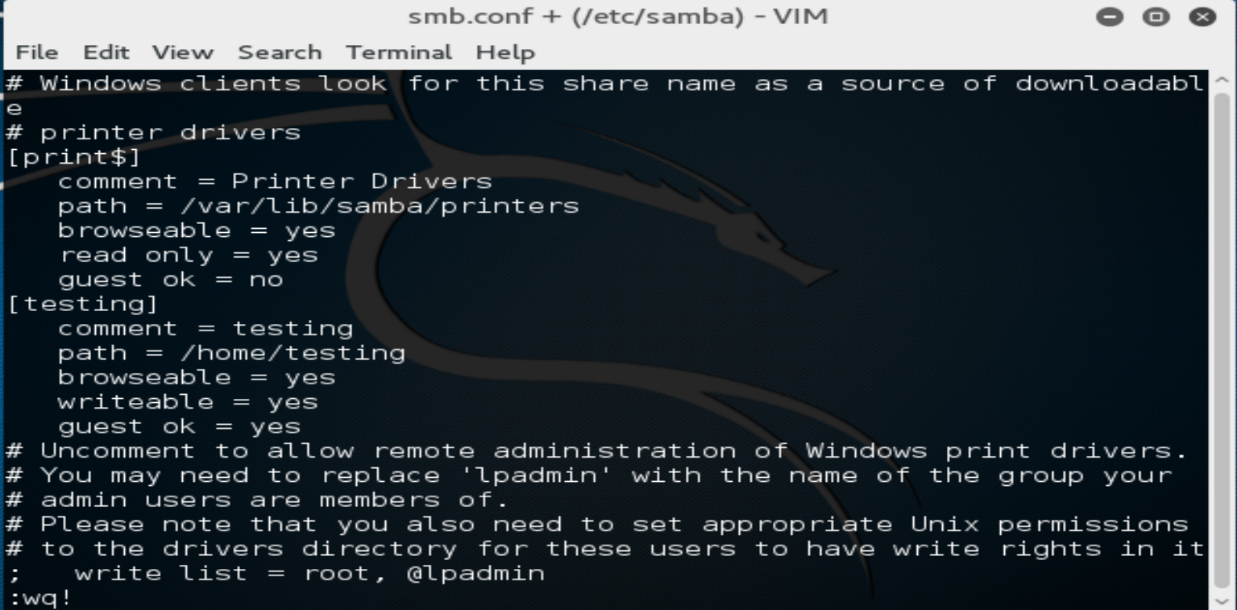 smb.conf + (/etc/samba) - VIM
File Edit View Search Terminal Help
# Windows clients look for this share name as a source of downloadabl
e
# printer drivers
[print$]
   comment = Printer Drivers
   path = /var/lib/samba/printers
   browseable = yes
   read only = yes
   guest ok = no
[testing]
   comment = testing
   path = /home/testing
   browseable = yes
   writeable = yes
   guest ok = yes
# Uncomment to allow remote administration of Windows print drivers.
# You may need to replace 'lpadmin' with the name of the group your
# admin users are members of.
# Please note that you also need to set appropriate Unix permissions
# to the drivers directory for these users to have write rights in it
;    write list = root, @lpadmin
:wq!